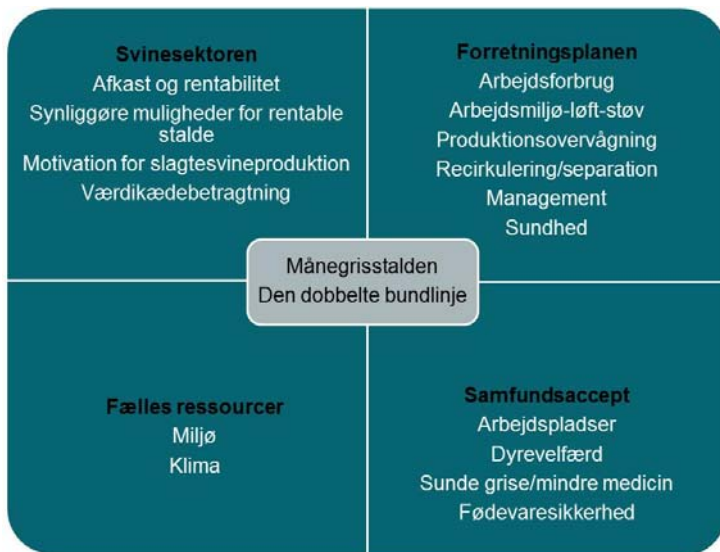 Svinesektoren
Afkast og rentabilitet
Synliggøre muligheder for rentable
stalde
Motivation for slagtesvineproduktion
Værdikædebetragtning
Forretningsplanen
Arbejdsforbrug
Arbejdsmiljø-løft-støv
Produktionsovervågning
Recirkulering/separation
Management
Sundhed
Månegrisstalden
Den dobbelte bundlinje
Fælles ressourcer
Miljø
Klima
Samfundsaccept
Arbejdspladser
Dyrevelfærd
Sunde grise/mindre medicin
Fødevaresikkerhed